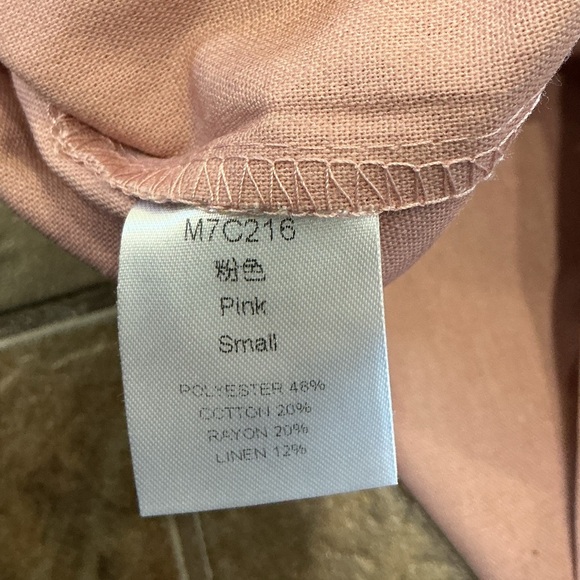 M7C216
粉色
Pink
Small
POLYESTER 48%
COTTON 20%
RAYON 20%
LINEN 12%